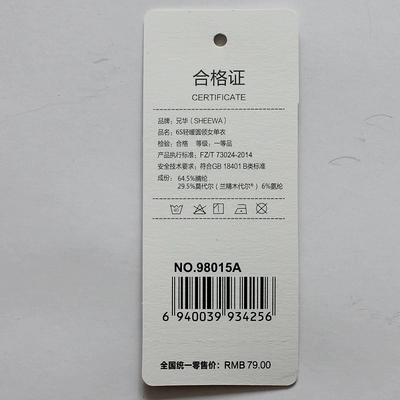 合格证
CERTIFICATE
品牌：兄华（SHEEWA）
品名：6S轻暖圆领女单衣
检验：合格 等级：一等品
产品执行标准：FZ/T 73024-2014
安全技术要求：符合GB 18401 B类标准
成份：64.5%腈纶
29.5%莫代尔（兰精木代尔®）6%氨纶
NO.98015A
6 940039 934256
全国统一零售价：RMB 79.00